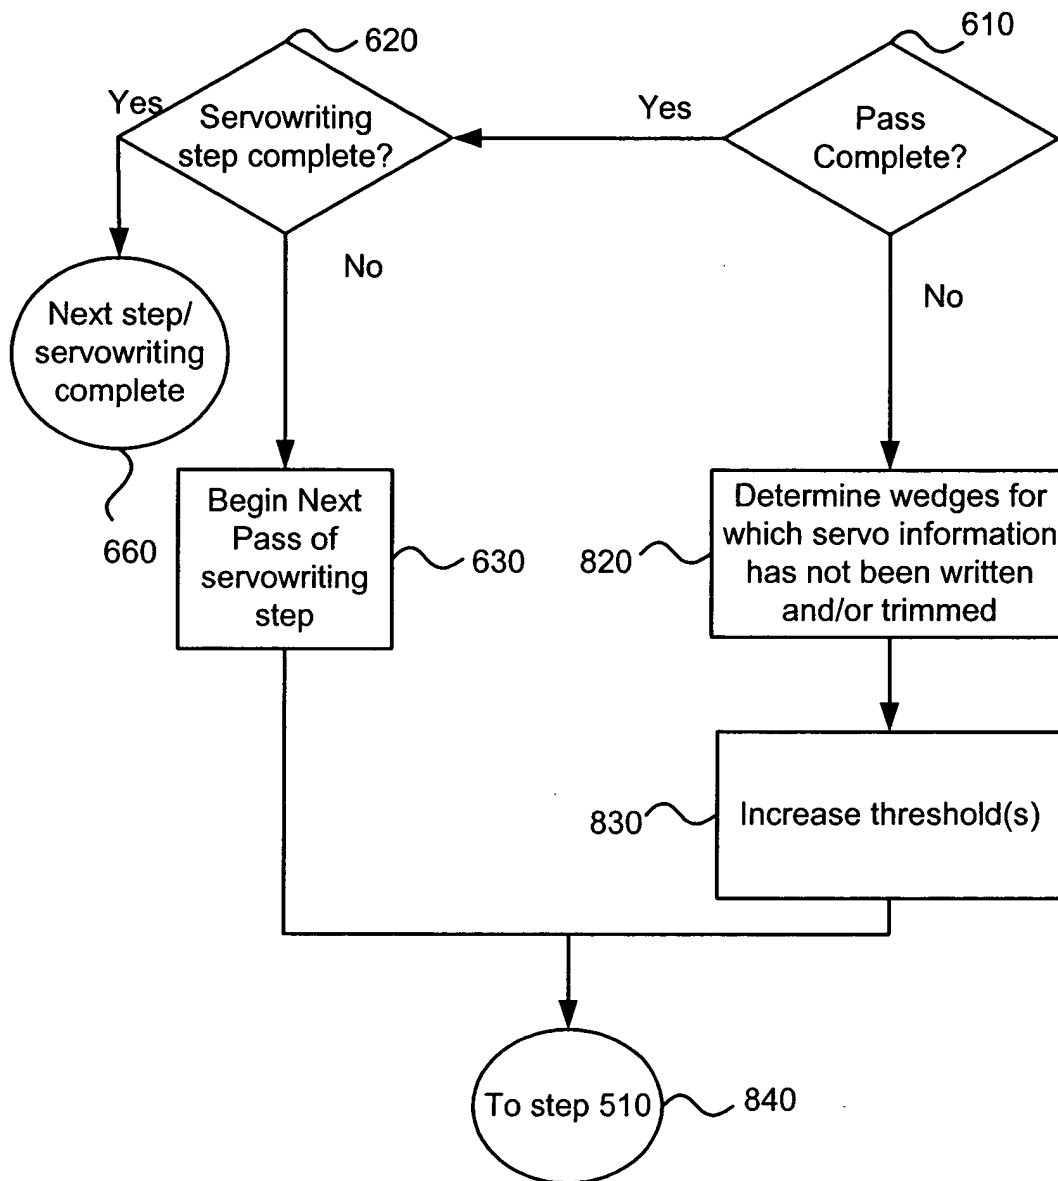 620
610
Yes
Servowriting
step complete?
Yes
Pass
Complete?
No
No
Next step/
servowriting
complete
660
Begin Next
Pass of
servowriting
step
630
820
Determine wedges for
which servo information
has not been written
and/or trimmed
830
Increase threshold(s)
To step 510
840